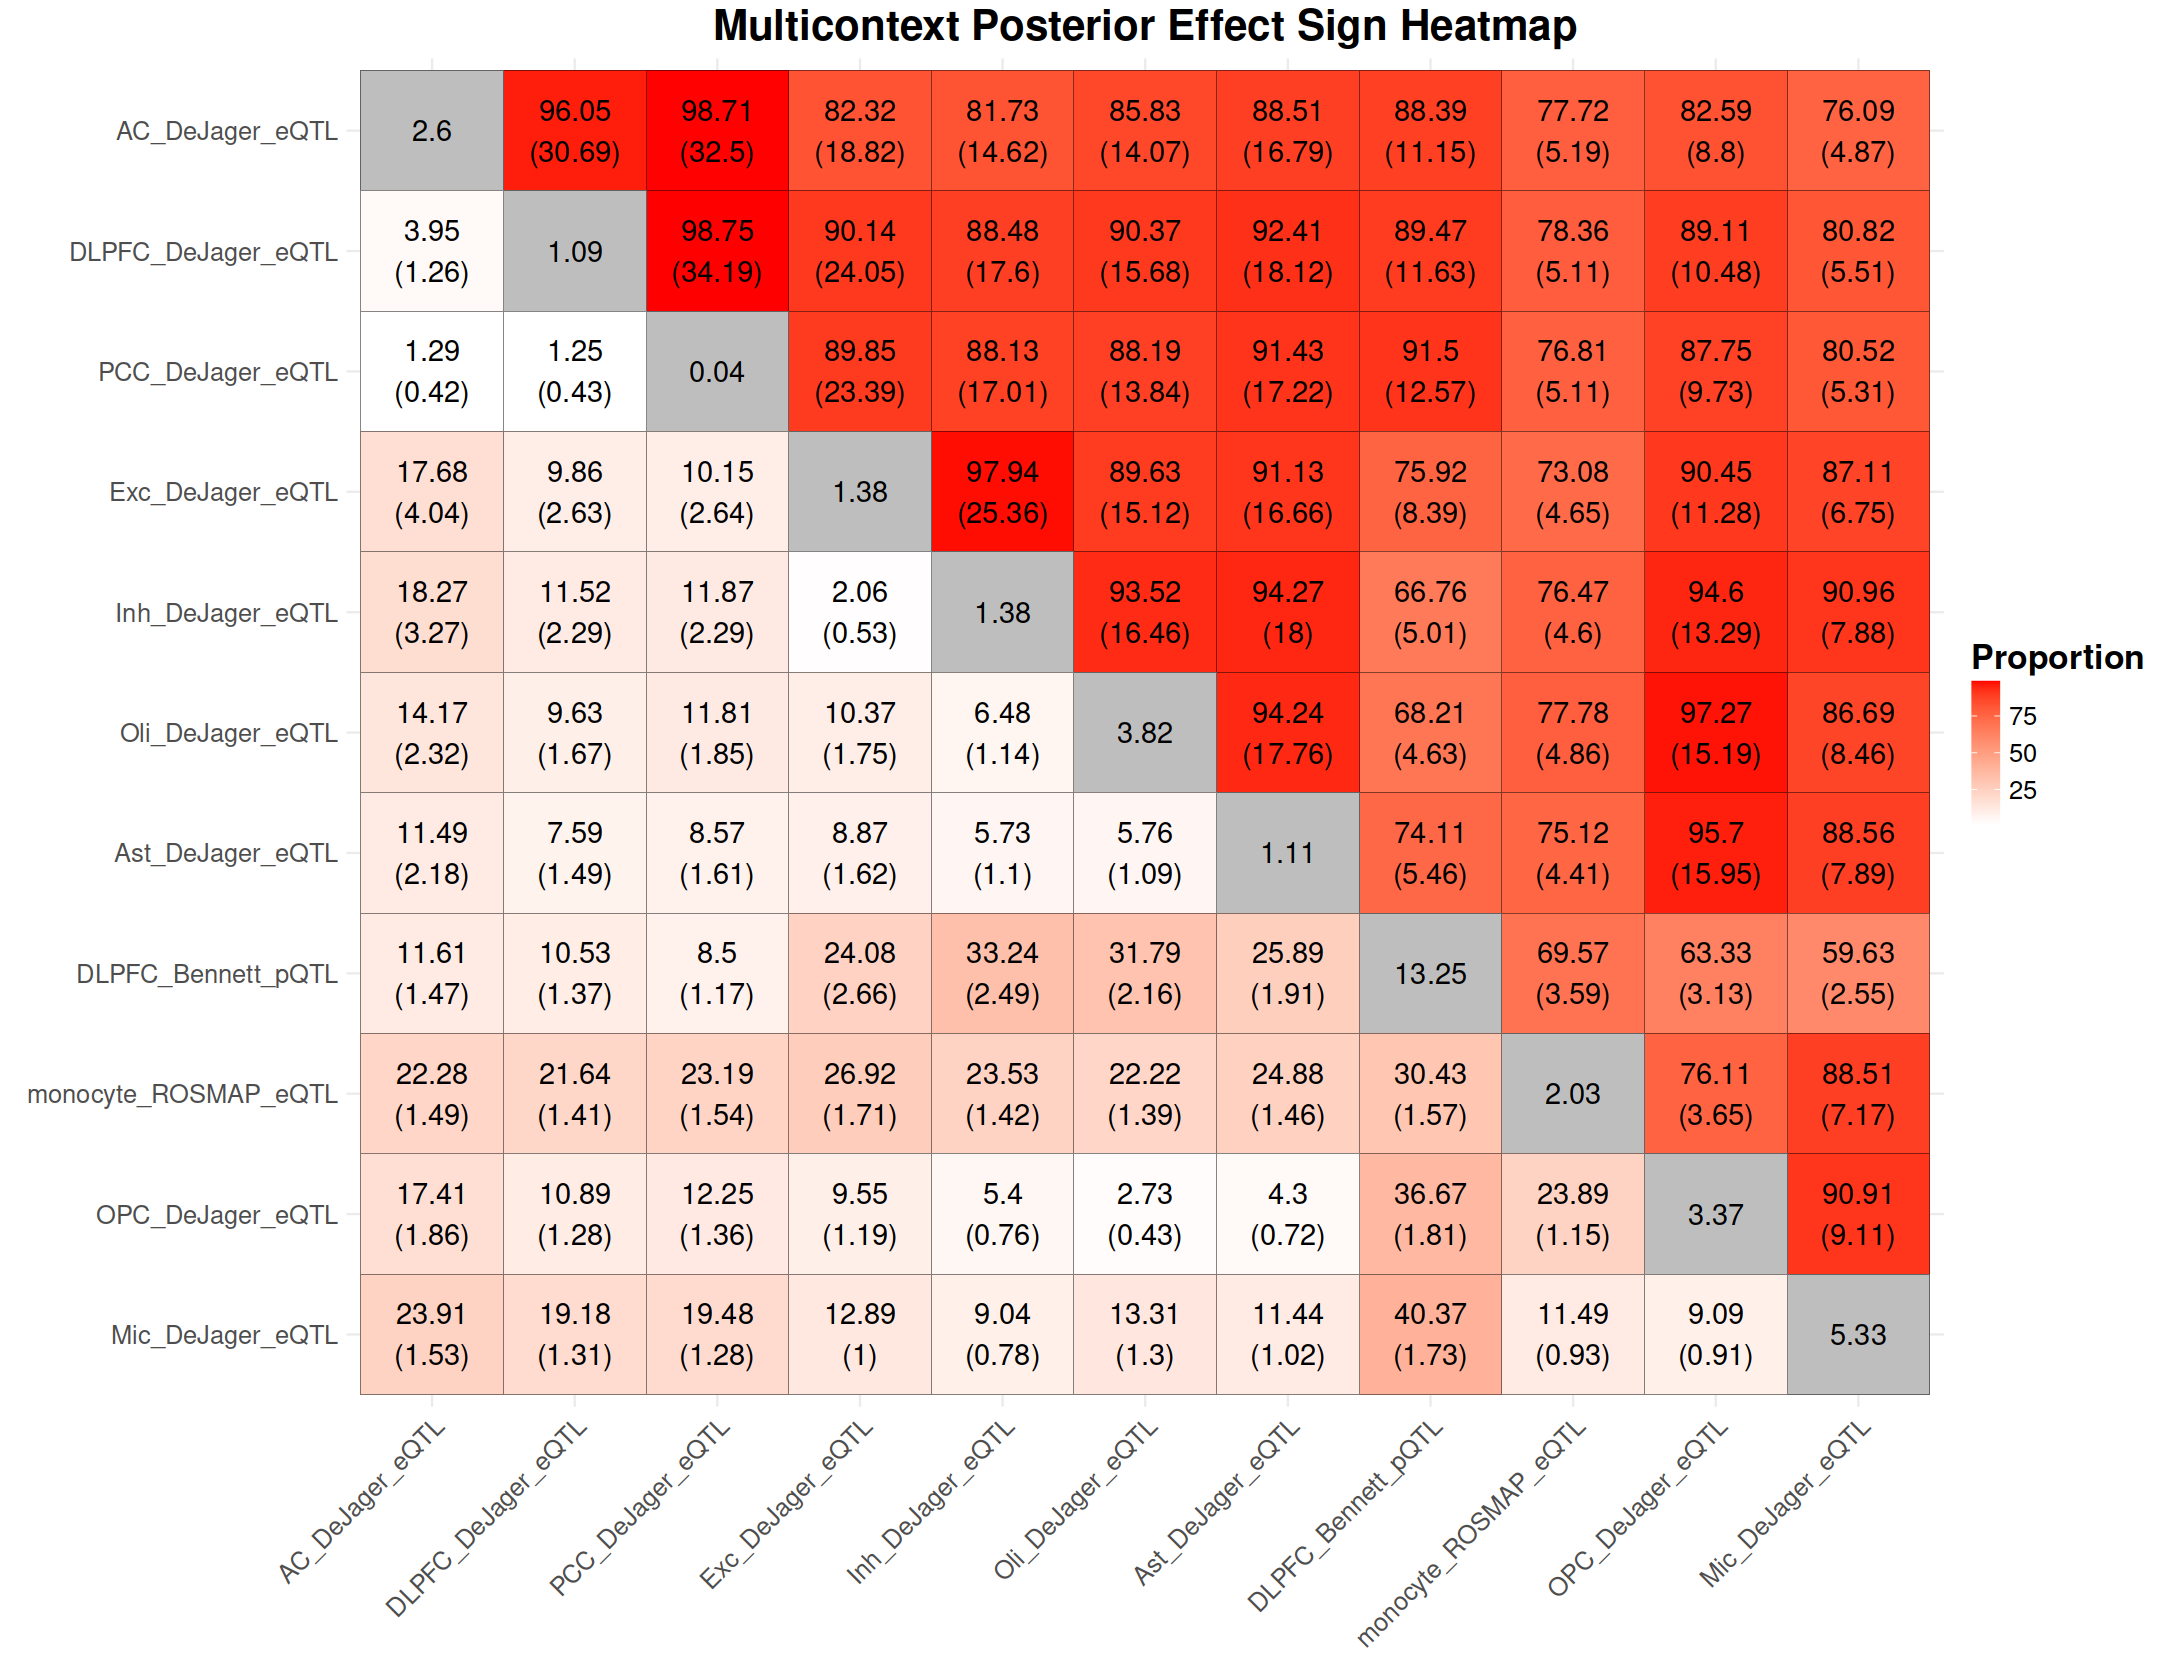 Multicontext Posterior Effect Sign Heatmap
AC_DeJager_eQTL 2.6 96.05 98.71 82.32 81.73 85.83 88.51 88.39 77.72 82.59 76.09
(30.69) (32.5) (18.82) (14.62) (14.07) (16.79) (11.15) (5.19) (8.8) (4.87)
DLPFC_DeJager_eQTL 3.95 1.09 98.75 90.14 88.48 90.37 92.41 89.47 78.36 89.11 80.82
(1.26) (34.19) (24.05) (17.6) (15.68) (18.12) (11.63) (5.11) (10.48) (5.51)
PCC_DeJager_eQTL 1.29 1.25 0.04 89.85 88.13 88.19 91.43 91.5 76.81 87.75 80.52
(0.42) (0.43) (23.39) (17.01) (13.84) (17.22) (12.57) (5.11) (9.73) (5.31)
Exc_DeJager_eQTL 17.68 9.86 10.15 1.38 97.94 89.63 91.13 75.92 73.08 90.45 87.11
(4.04) (2.63) (2.64) (25.36) (15.12) (16.66) (8.39) (4.65) (11.28) (6.75)
Inh_DeJager_eQTL 18.27 11.52 11.87 2.06 1.38 93.52 94.27 66.76 76.47 94.6 90.96
(3.27) (2.29) (2.29) (0.53) (16.46) (18) (5.01) (4.6) (13.29) (7.88)
Oli_DeJager_eQTL 14.17 9.63 11.81 10.37 6.48 3.82 94.24 68.21 77.78 97.27 86.69
(2.32) (1.67) (1.85) (1.75) (1.14) (17.76) (4.63) (4.86) (15.19) (8.46)
Ast_DeJager_eQTL 11.49 7.59 8.57 8.87 5.73 5.76 1.11 74.11 75.12 95.7 88.56
(2.18) (1.49) (1.61) (1.62) (1.1) (1.09) (5.46) (4.41) (15.95) (7.89)
DLPFC_Bennett_pQTL 11.61 10.53 8.5 24.08 33.24 31.79 25.89 13.25 69.57 63.33 59.63
(1.47) (1.37) (1.17) (2.66) (2.49) (2.16) (1.91) (3.59) (3.13) (2.55)
monocyte_ROSMAP_eQTL 22.28 21.64 23.19 26.92 23.53 22.22 24.88 30.43 2.03 76.11 88.51
(1.49) (1.41) (1.54) (1.71) (1.42) (1.39) (1.46) (1.57) (3.65) (7.17)
OPC_DeJager_eQTL 17.41 10.89 12.25 9.55 5.4 2.73 4.3 36.67 23.89 3.37 90.91
(1.86) (1.28) (1.36) (1.19) (0.76) (0.43) (0.72) (1.81) (1.15) (9.11)
Mic_DeJager_eQTL 23.91 19.18 19.48 12.89 9.04 13.31 11.44 40.37 11.49 9.09 5.33
(1.53) (1.31) (1.28) (1) (0.78) (1.3) (1.02) (1.73) (0.93) (0.91)
AC_DeJager_eQTL
DLPFC_DeJager_eQTL
PCC_DeJager_eQTL
Exc_DeJager_eQTL
Inh_DeJager_eQTL
Oli_DeJager_eQTL
Ast_DeJager_eQTL
DLPFC_Bennett_pQTL
monocyte_ROSMAP_eQTL
OPC_DeJager_eQTL
Mic_DeJager_eQTL
Proportion
75
50
25